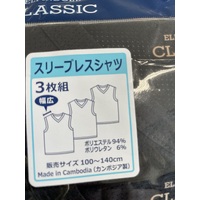 CLASSIC
スリーブレスシャツ
3枚組
幅広
ポリエステル94%
ポリウレタン 6%
販売サイズ 100～140cm
Made in Cambodia (カンボジア製)